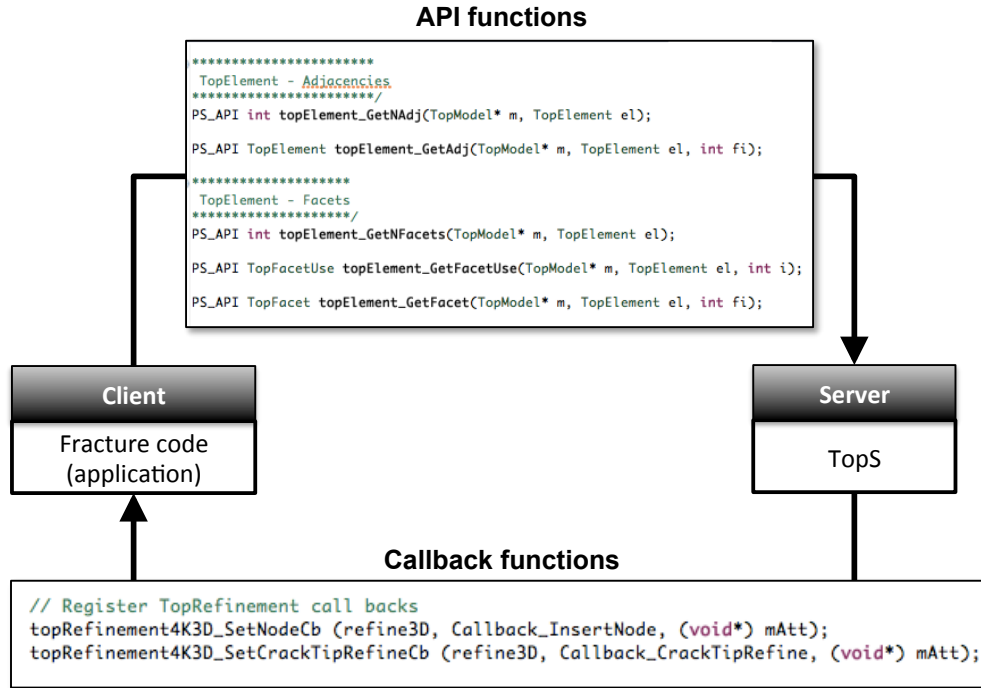 API functions
************************
TopElement - Adjacencies
************************/
PS_API int topElement_GetNAdj(TopModel* m, TopElement el);
PS_API TopElement topElement_GetAdj(TopModel* m, TopElement el, int fi);
*********************
TopElement - Facets
*********************/
PS_API int topElement_GetNFacets(TopModel* m, TopElement el);
PS_API TopFacetUse topElement_GetFacetUse(TopModel* m, TopElement el, int i);
PS_API TopFacet topElement_GetFacet(TopModel* m, TopElement el, int fi);
Client
Fracture code
(application)
Server
TopS
Callback functions
// Register TopRefinement call backs
topRefinement4K3D_SetNodeCb (refine3D, Callback_InsertNode, (void*) mAtt);
topRefinement4K3D_SetCrackTipRefineCb (refine3D, Callback_CrackTipRefine, (void*) mAtt);